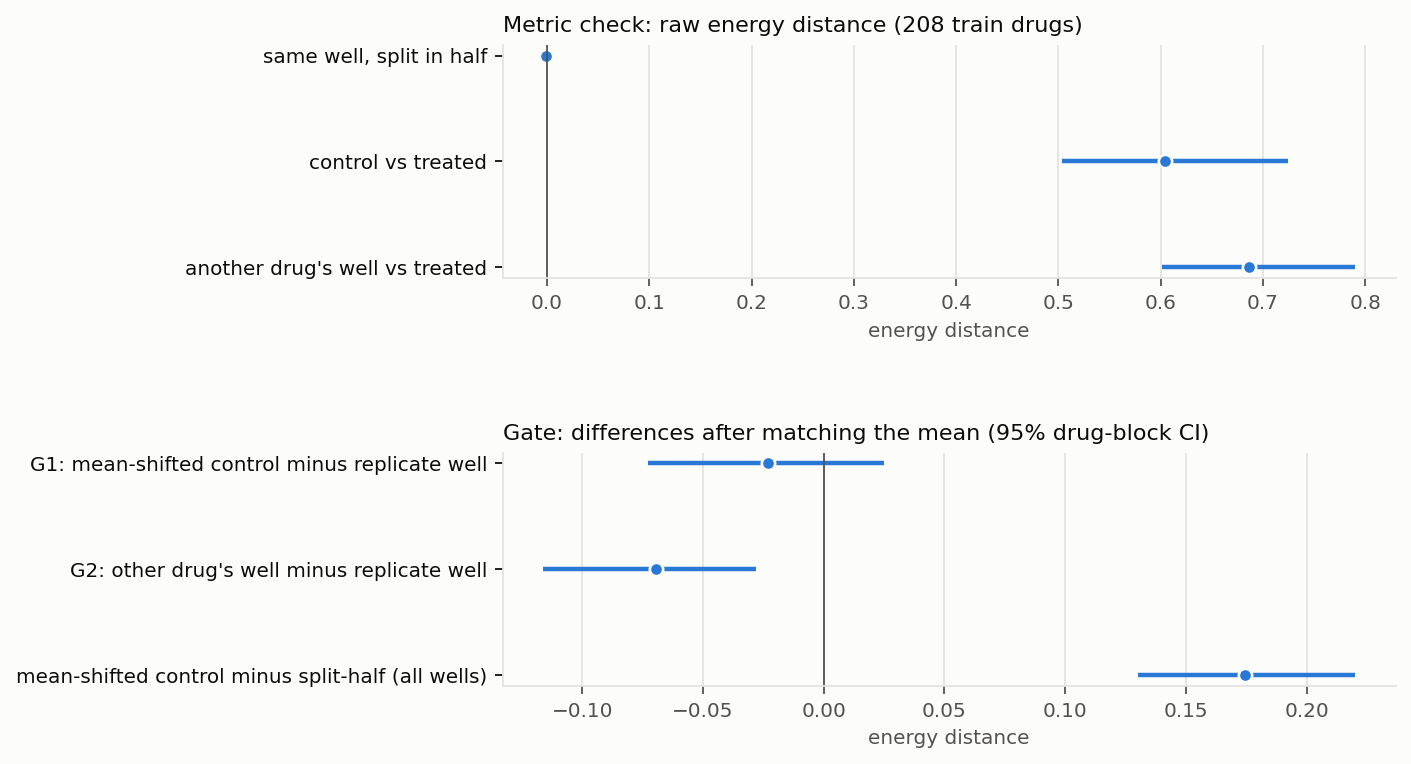 Metric check: raw energy distance (208 train drugs)
same well, split in half
control vs treated
another drug's well vs treated
0.0 0.1 0.2 0.3 0.4 0.5 0.6 0.7 0.8
energy distance
Gate: differences after matching the mean (95% drug-block CI)
G1: mean-shifted control minus replicate well
G2: other drug's well minus replicate well
mean-shifted control minus split-half (all wells)
−0.10 −0.05 0.00 0.05 0.10 0.15 0.20
energy distance